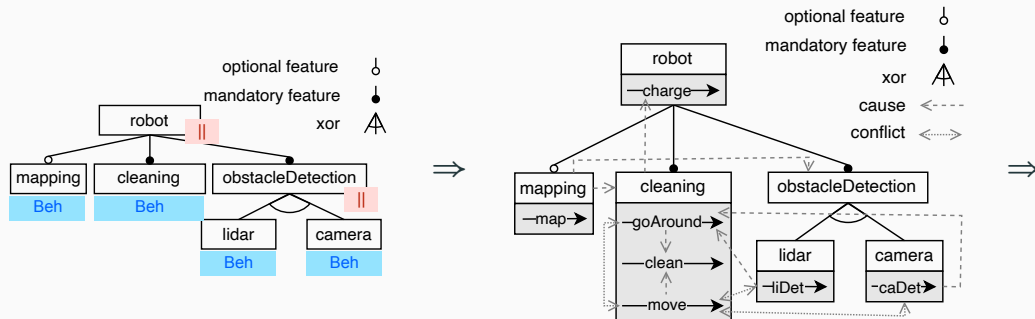 optional feature
mandatory feature
xor
robot
||
mapping
cleaning
obstacleDetection
Beh
Beh
||
lidar
camera
Beh
Beh
⇒
optional feature
mandatory feature
xor
cause
conflict
robot
charge
mapping
cleaning
obstacleDetection
map
goAround
clean
move
lidar
camera
liDet
caDet
⇒